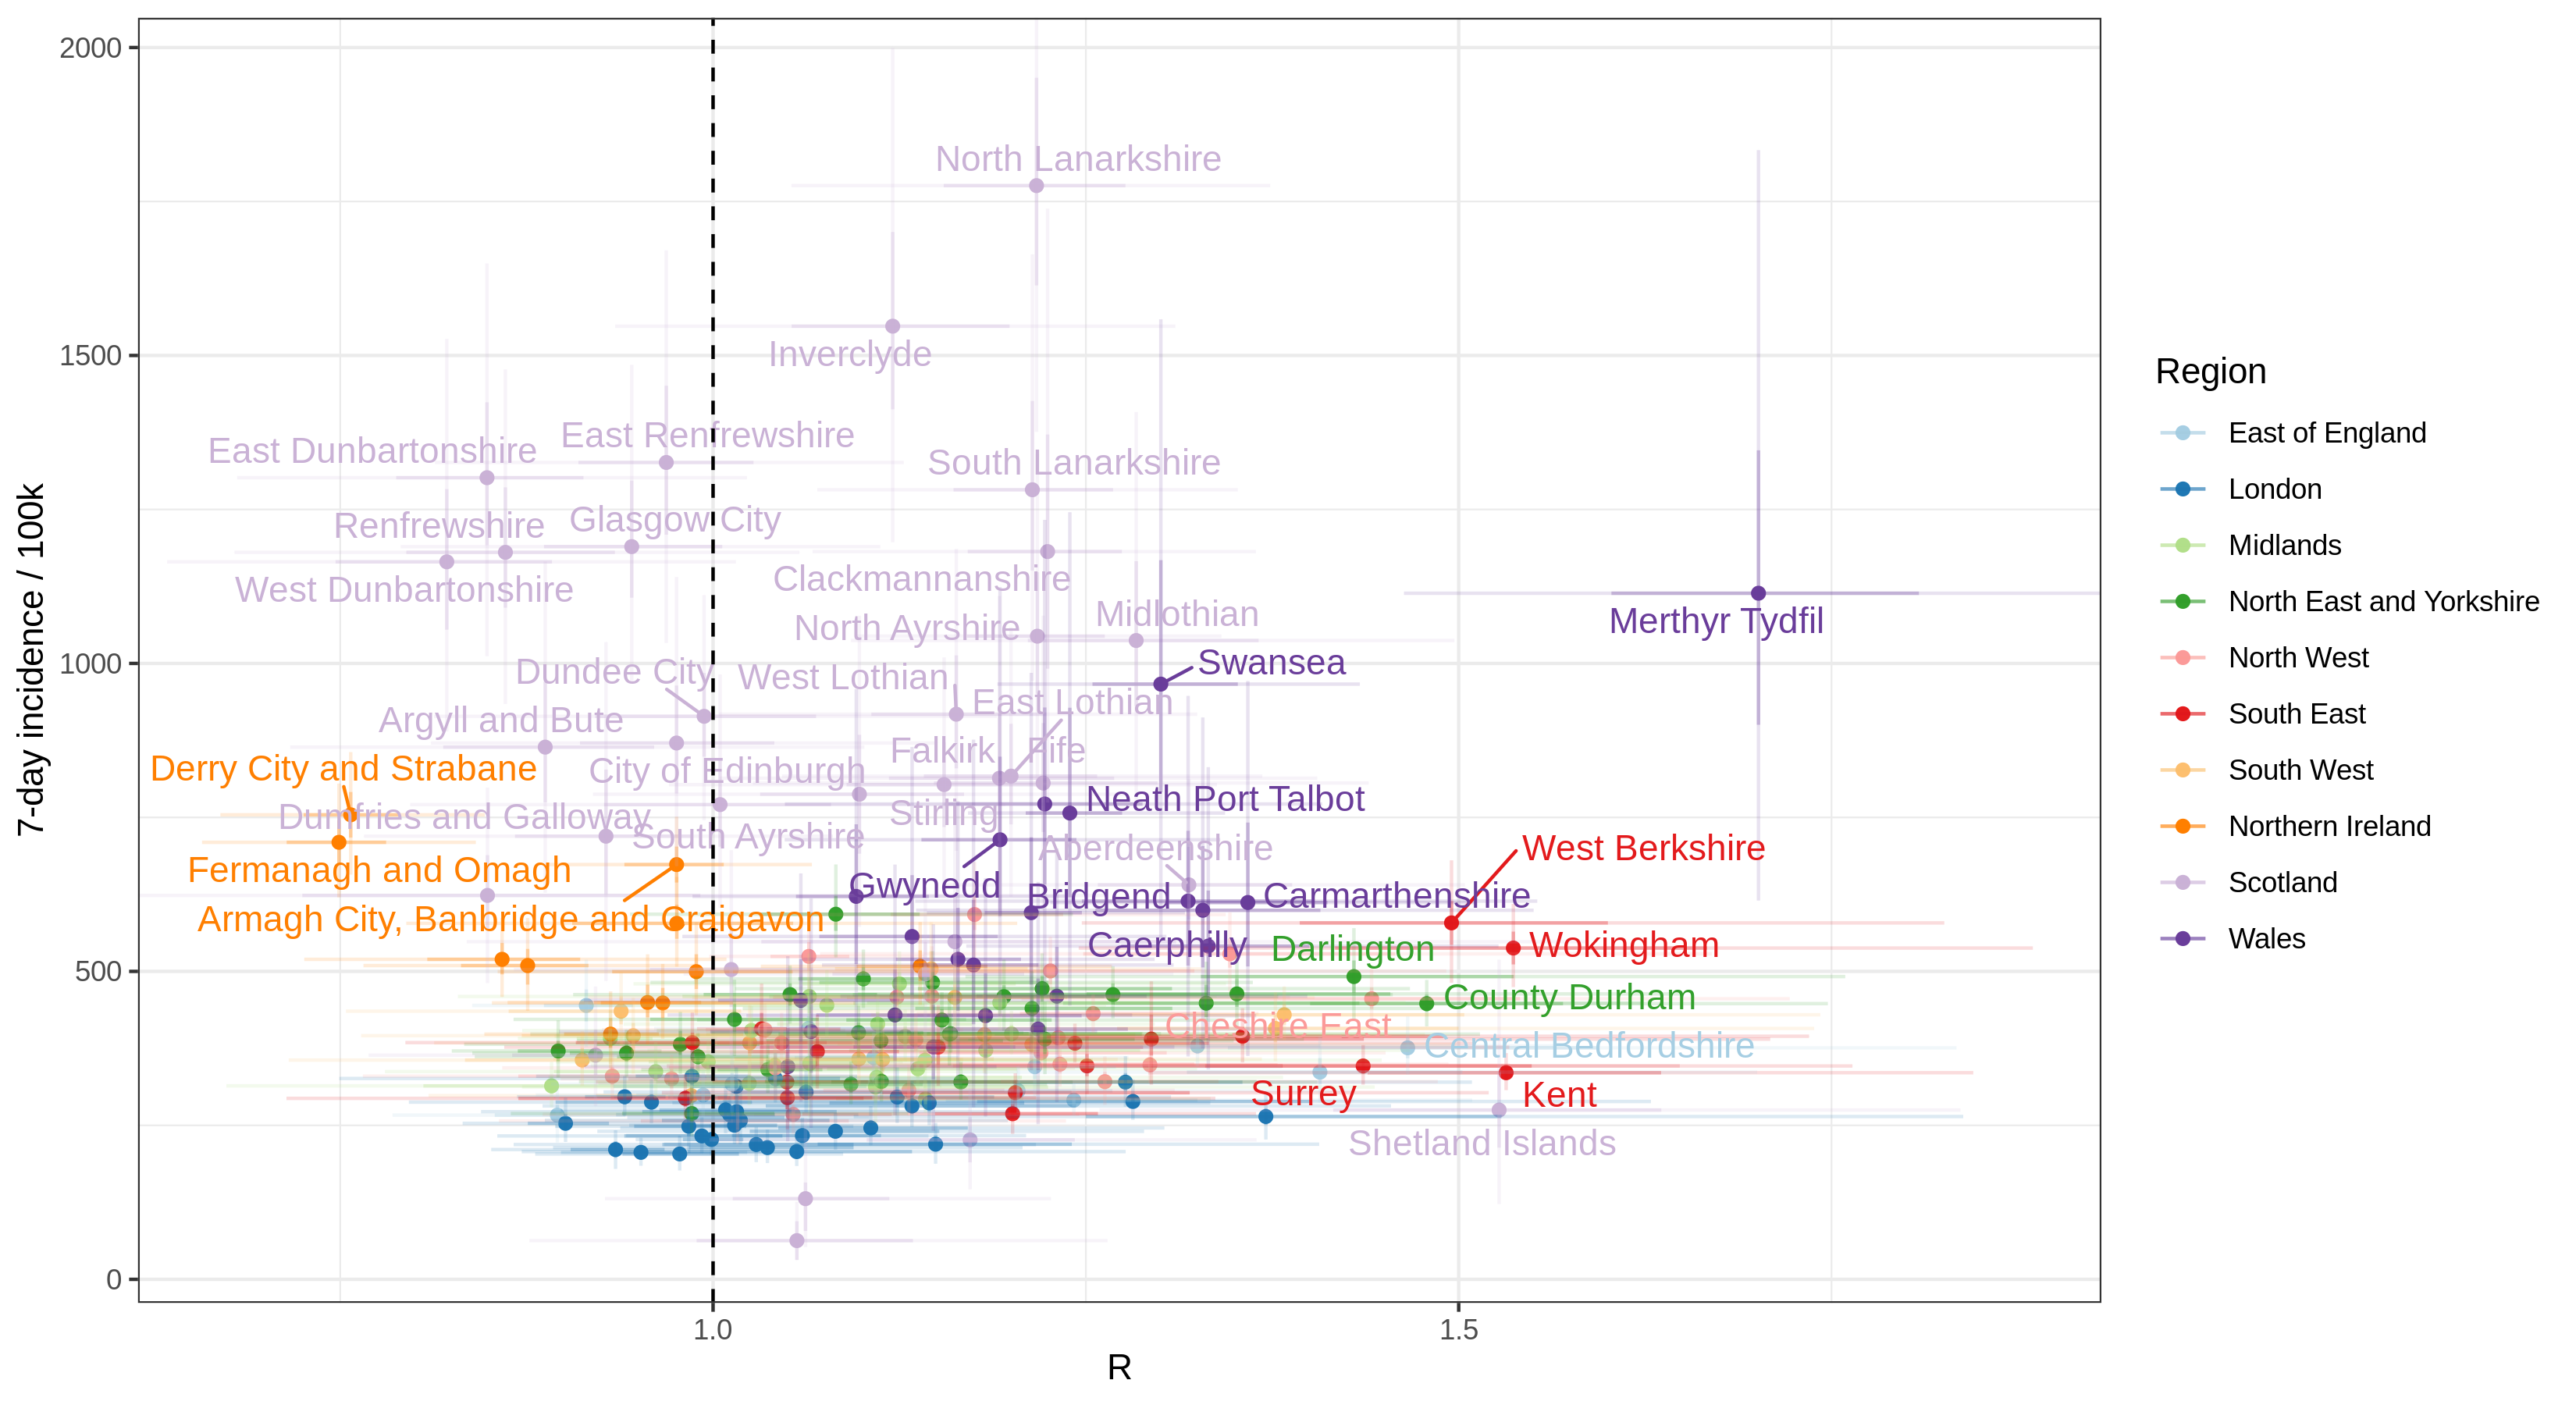 2000
North Lanarkshire
1500
Inverclyde
East Renfrewshire
East Dunbartonshire
South Lanarkshire
Renfrewshire
Glasgow City
West Dunbartonshire
Clackmannanshire
Midlothian
North Ayrshire
Merthyr Tydfil
1000
Swansea
Dundee City
West Lothian
East Lothian
Argyll and Bute
Falkirk
Fife
Derry City and Strabane
City of Edinburgh
Neath Port Talbot
Dumfries and Galloway
Stirling
South Ayrshire
Aberdeenshire
West Berkshire
Fermanagh and Omagh
Gwynedd
Bridgend
Carmarthenshire
Armagh City, Banbridge and Craigavon
Caerphilly
Darlington
Wokingham
500
County Durham
Cheshire East
Central Bedfordshire
Surrey
Kent
Shetland Islands
0
1.0
1.5
R
7-day incidence / 100k
Region
East of England
London
Midlands
North East and Yorkshire
North West
South East
South West
Northern Ireland
Scotland
Wales